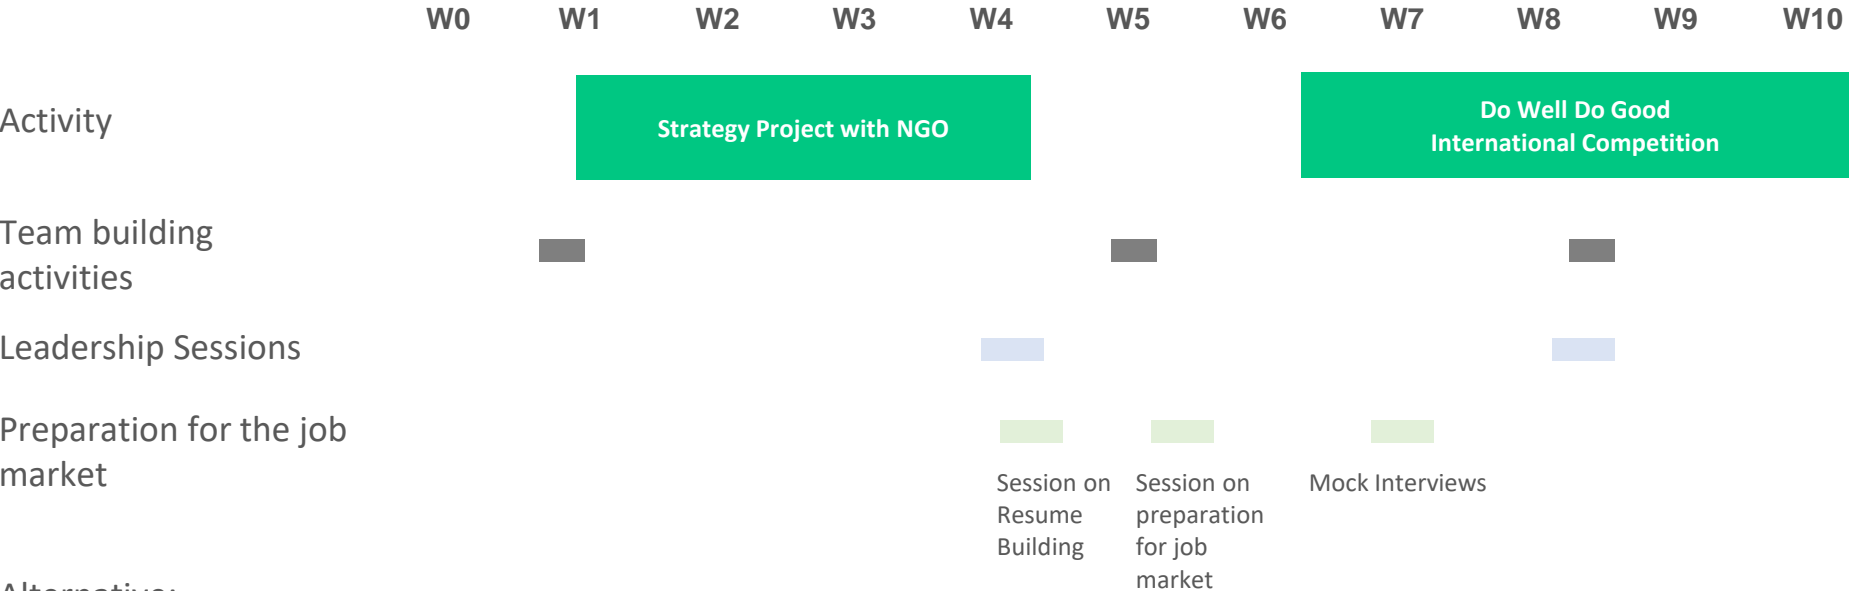 W0 W1 W2 W3 W4 W5 W6 W7 W8 W9 W10
Activity
Strategy Project with NGO
Do Well Do Good
International Competition
Team building
activities
Leadership Sessions
Preparation for the job
market
Session on
Resume
Building
Session on
preparation
for job
market
Mock Interviews